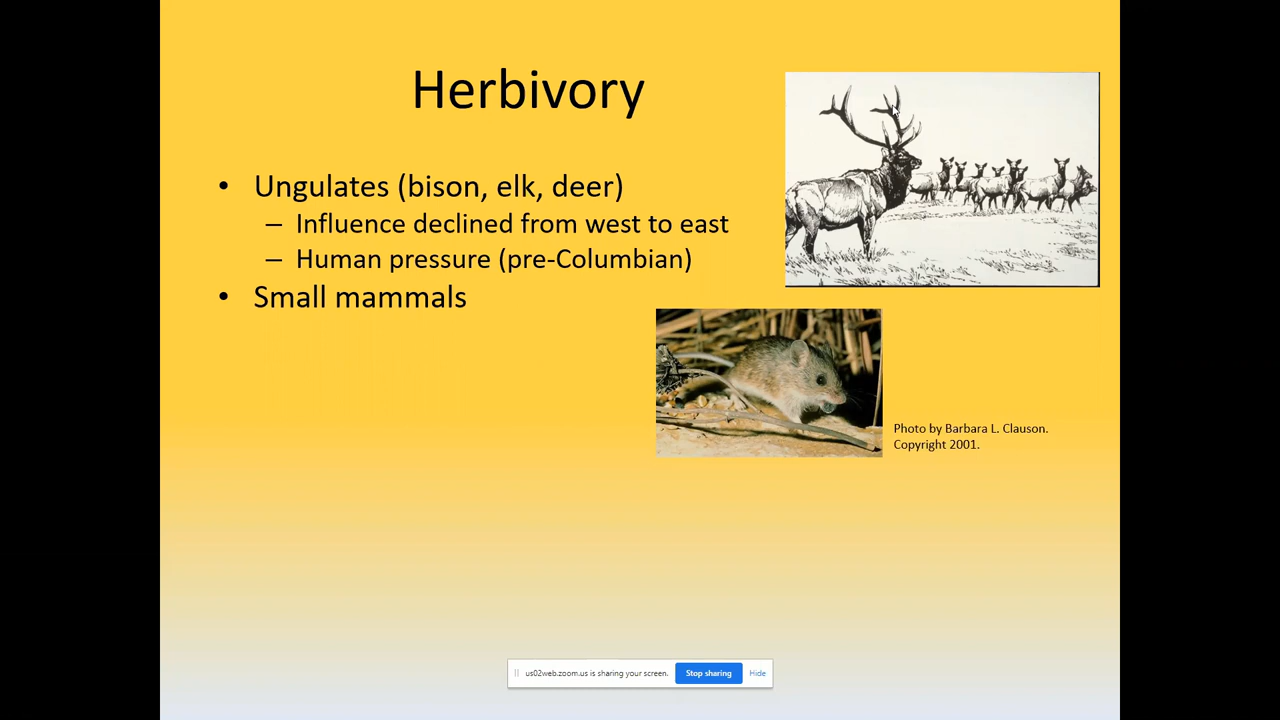 Herbivory
• Ungulates (bison, elk, deer)
– Influence declined from west to east
– Human pressure (pre-Columbian)
• Small mammals
Photo by Barbara L. Clauson.
Copyright 2001.
us02web.zoom.us is sharing your screen. Stop sharing Hide